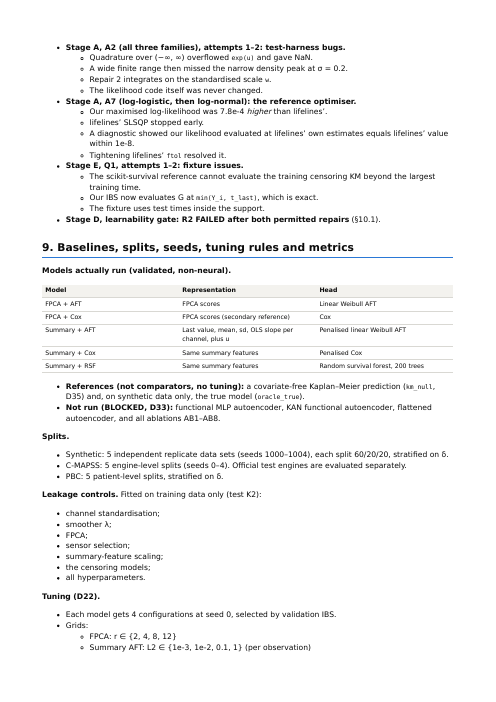 • Stage A, A2 (all three families), attempts 1–2: test-harness bugs.
◦ Quadrature over (−∞, ∞) overflowed exp(u) and gave NaN.
◦ A wide finite range then missed the narrow density peak at σ = 0.2.
◦ Repair 2 integrates on the standardised scale w.
◦ The likelihood code itself was never changed.
• Stage A, A7 (log-logistic, then log-normal): the reference optimiser.
◦ Our maximised log-likelihood was 7.8e-4 higher than lifelines’.
◦ lifelines’ SLSQP stopped early.
◦ A diagnostic showed our likelihood evaluated at lifelines’ own estimates equals lifelines’ value
within 1e-8.
◦ Tightening lifelines’ ftol resolved it.
• Stage E, Q1, attempts 1–2: fixture issues.
◦ The scikit-survival reference cannot evaluate the training censoring KM beyond the largest
training time.
◦ Our IBS now evaluates G at min(Y_i, t_last), which is exact.
◦ The fixture uses test times inside the support.
• Stage D, learnability gate: R2 FAILED after both permitted repairs (§10.1).
9. Baselines, splits, seeds, tuning rules and metrics
Models actually run (validated, non-neural).
Model Representation Head
FPCA + AFT FPCA scores Linear Weibull AFT
FPCA + Cox FPCA scores (secondary reference) Cox
Summary + AFT Last value, mean, sd, OLS slope per Penalised linear Weibull AFT
channel, plus u
Summary + Cox Same summary features Penalised Cox
Summary + RSF Same summary features Random survival forest, 200 trees
• References (not comparators, no tuning): a covariate-free Kaplan–Meier prediction (km_null,
D35) and, on synthetic data only, the true model (oracle_true).
• Not run (BLOCKED, D33): functional MLP autoencoder, KAN functional autoencoder, flattened
autoencoder, and all ablations AB1–AB8.
Splits.
• Synthetic: 5 independent replicate data sets (seeds 1000–1004), each split 60/20/20, stratified on δ.
• C-MAPSS: 5 engine-level splits (seeds 0–4). Official test engines are evaluated separately.
• PBC: 5 patient-level splits, stratified on δ.
Leakage controls. Fitted on training data only (test K2):
• channel standardisation;
• smoother λ;
• FPCA;
• sensor selection;
• summary-feature scaling;
• the censoring models;
• all hyperparameters.
Tuning (D22).
• Each model gets 4 configurations at seed 0, selected by validation IBS.
• Grids:
◦ FPCA: r ∈ {2, 4, 8, 12}
◦ Summary AFT: L2 ∈ {1e-3, 1e-2, 0.1, 1} (per observation)